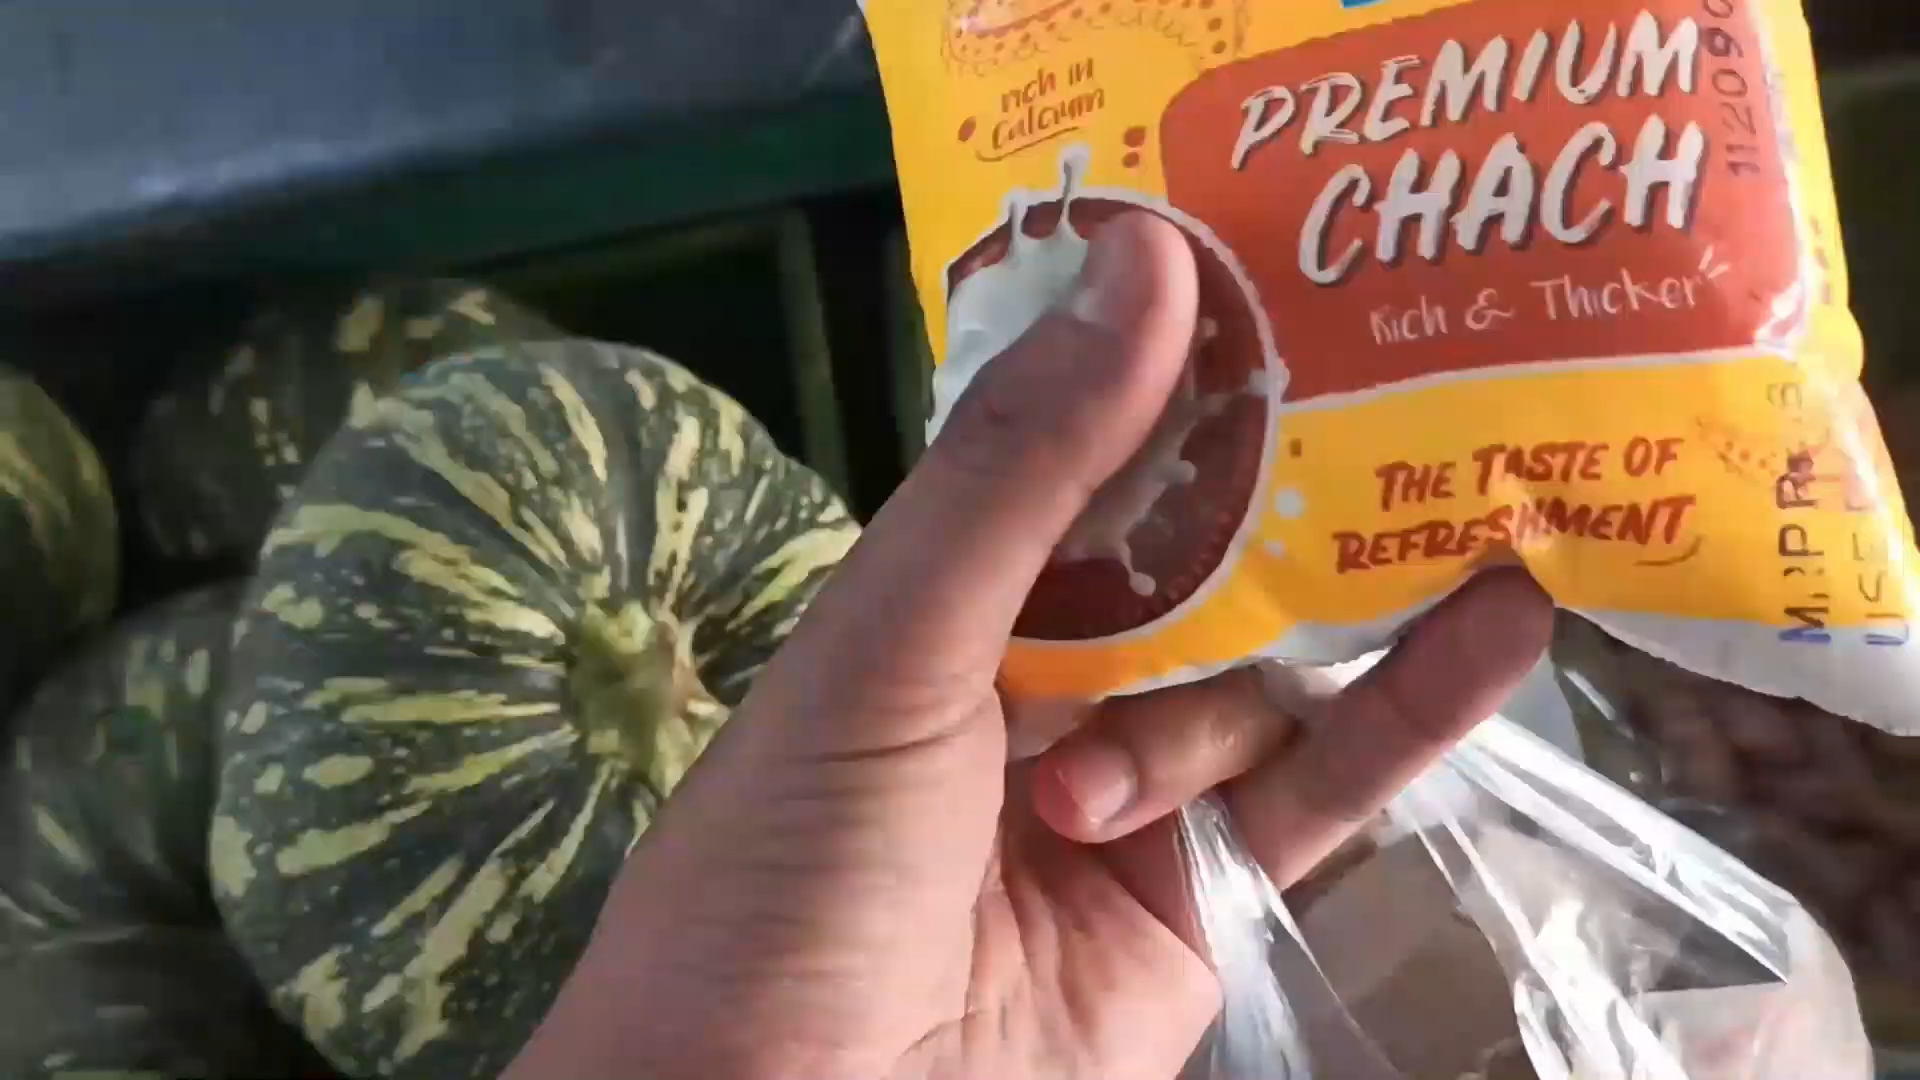 rich in
calcium
PREMIUM
CHACH
Rich & Thicker
THE TASTE OF
REFRESHMENT